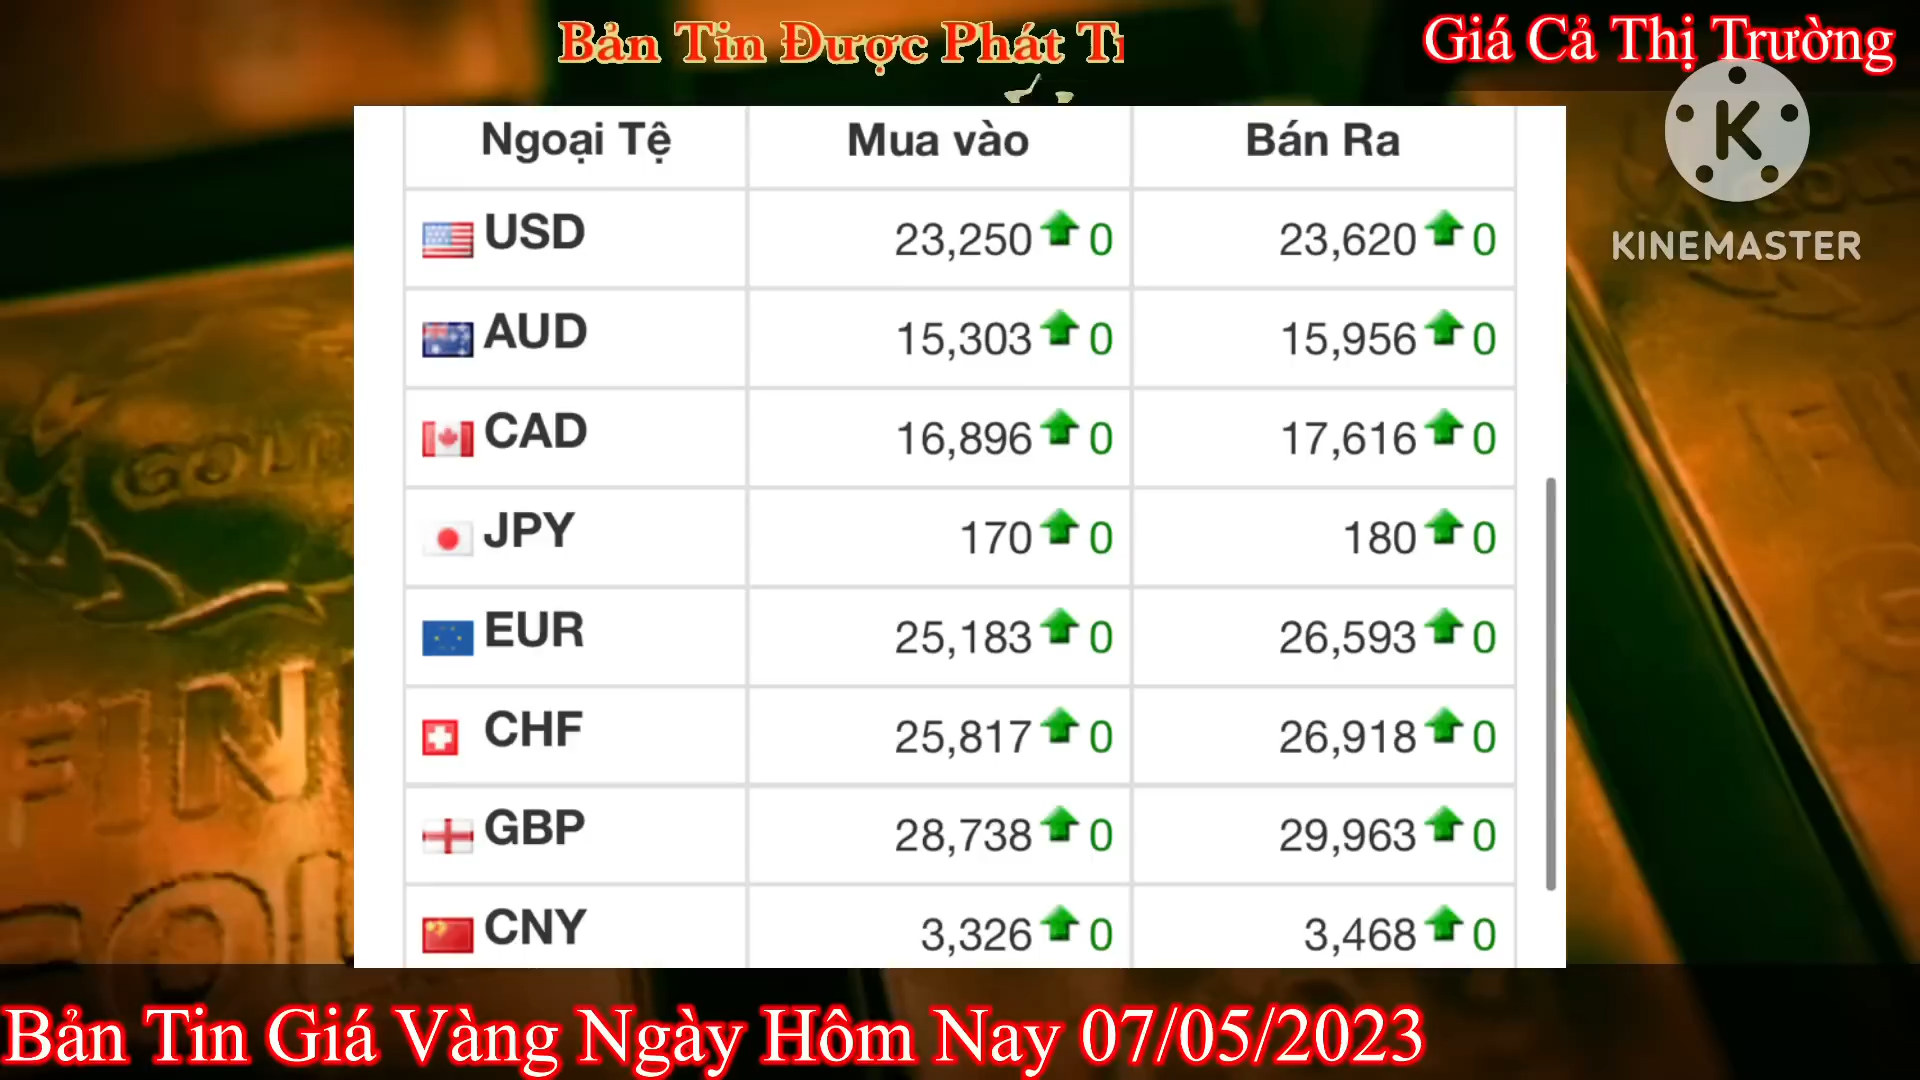 Bản Tin Được Phát
Giá Cả Thị Trường
K
KINEMASTER
Ngoại Tệ Mua vào Bán Ra
USD 23,250 0 23,620 0
AUD 15,303 0 15,956 0
CAD 16,896 0 17,616 0
JPY 170 0 180 0
EUR 25,183 0 26,593 0
CHF 25,817 0 26,918 0
GBP 28,738 0 29,963 0
CNY 3,326 0 3,468 0
GOLD
FIN
Bản Tin Giá Vàng Ngày Hôm Nay 07/05/2023